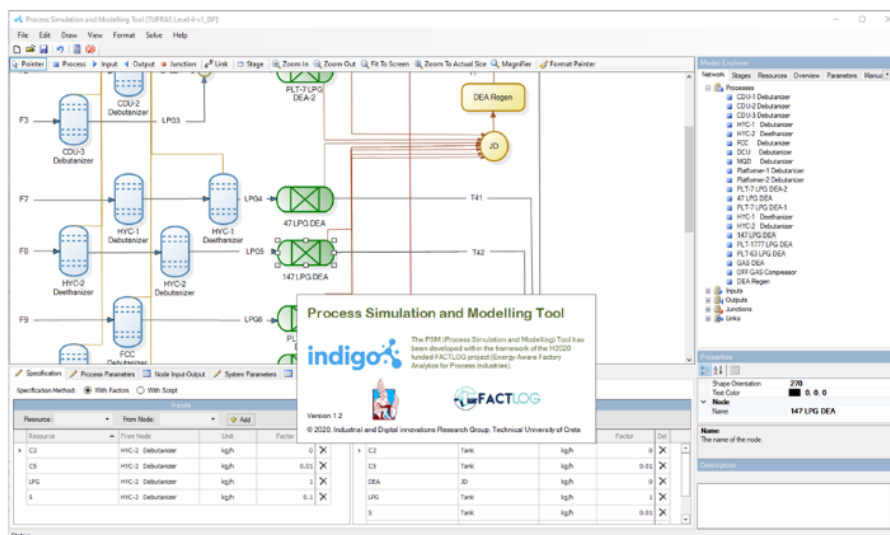 Process Simulation and Modelling Tool [TUPRAS Level 4-v1_DF]
File Edit Draw View Format Solve Help
Pointer Process Input Output Junction Link Stage Zoom In Zoom Out Fit To Screen Zoom To Actual Size Magnifier Format Painter
CDU-2
Debutanizer
PLT-7 LPG
DEA-2
DEA Regen
F3
LPG3
CDU-3
Debutanizer
JD
F7
LPG4
T41
HYC-1
Debutanizer
HYC-1
Deethanizer
47 LPG DEA
F8
LPG5
T42
HYC-2
Deethanizer
HYC-2
Debutanizer
147 LPG DEA
F9
LPG6
FCC
Debutanizer
Model Explorer
Network Stages Resources Overview Parameters Manual
Processes
CDU-1 Debutanizer
CDU-2 Debutanizer
CDU-3 Debutanizer
HYC-1 Debutanizer
HYC-2 Deethanizer
FCC Debutanizer
DCU Debutanizer
MQD Debutanizer
Platformer-1 Debutanizer
Platformer-2 Debutanizer
PLT-7 LPG DEA-2
47 LPG DEA
PLT-7 LPG DEA-1
HYC-1 Deethanizer
HYC-2 Debutanizer
147 LPG DEA
PLT-1777 LPG DEA
PLT-63 LPG DEA
GAS DEA
OFF GAS Compressor
DEA Regen
Inputs
Outputs
Junctions
Links
Process Simulation and Modelling Tool
indigo
The PSM (Process Simulation and Modelling) Tool has
been developed within the framework of the H2020
funded FACTLOG project (Energy-Aware Factory
Analytics for Process Industries).
FACTLOG
Version 1.2
© 2020, Industrial and Digital innovations Research Group, Technical University of Crete
Specification Process Parameters Node Input-Output System Parameters
Specification Method: With Factors With Script
Inputs
Resource: From Node: Add
Resource From Node Unit Factor
C2 HYC-2 Debutanizer kg/h 0
C5 HYC-2 Debutanizer kg/h 0.01
LPG HYC-2 Debutanizer kg/h 1
S HYC-2 Debutanizer kg/h 0.1
Factor Del
C2 Tank kg/h 0
C5 Tank kg/h 0.01
DEA JD kg/h 0
LPG Tank kg/h 1
S Tank kg/h 0.01
Properties
Shape Orientation 270
Text Color 0, 0, 0
Node
Name 147 LPG DEA
Name
The name of the node.
Description